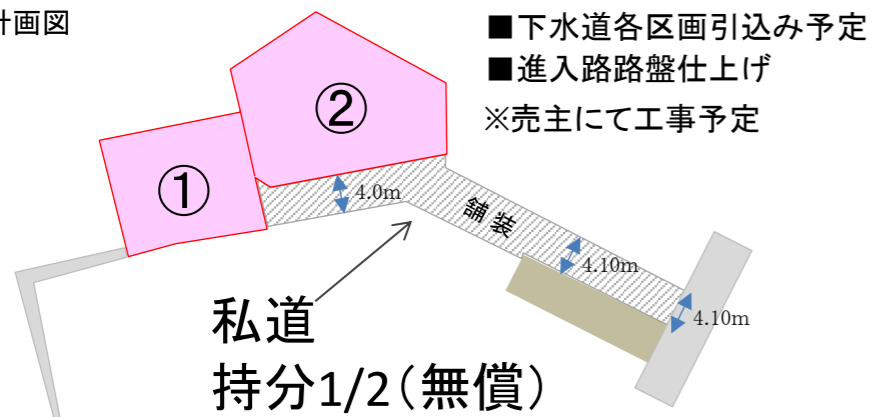 計画図
■下水道各区画引込み予定
■進入路路盤仕上げ
※売主にて工事予定
②
①
4.0m
舗装
4.10m
4.10m
私道
持分1/2（無償）